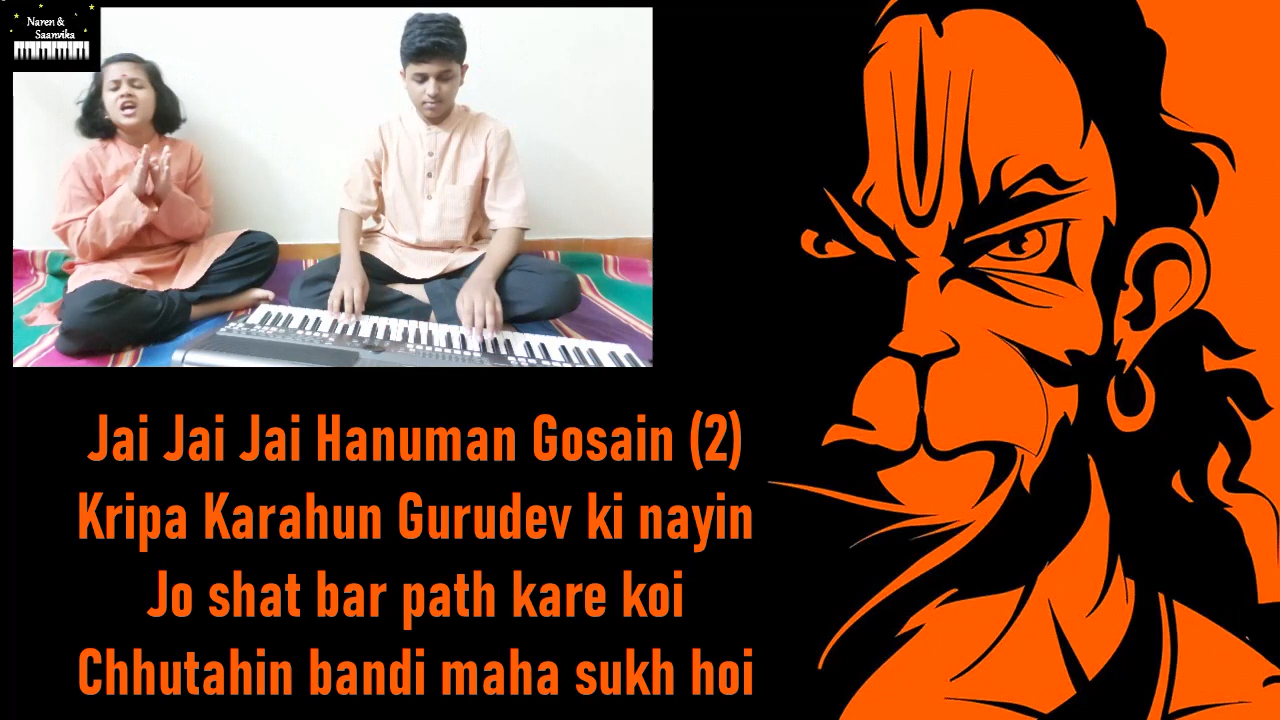 Naren &
Saanvika
Jai Jai Jai Hanuman Gosain (2)
Kripa Karahun Gurudev ki nayin
Jo shat bar path kare koi
Chhutahin bandi maha sukh hoi